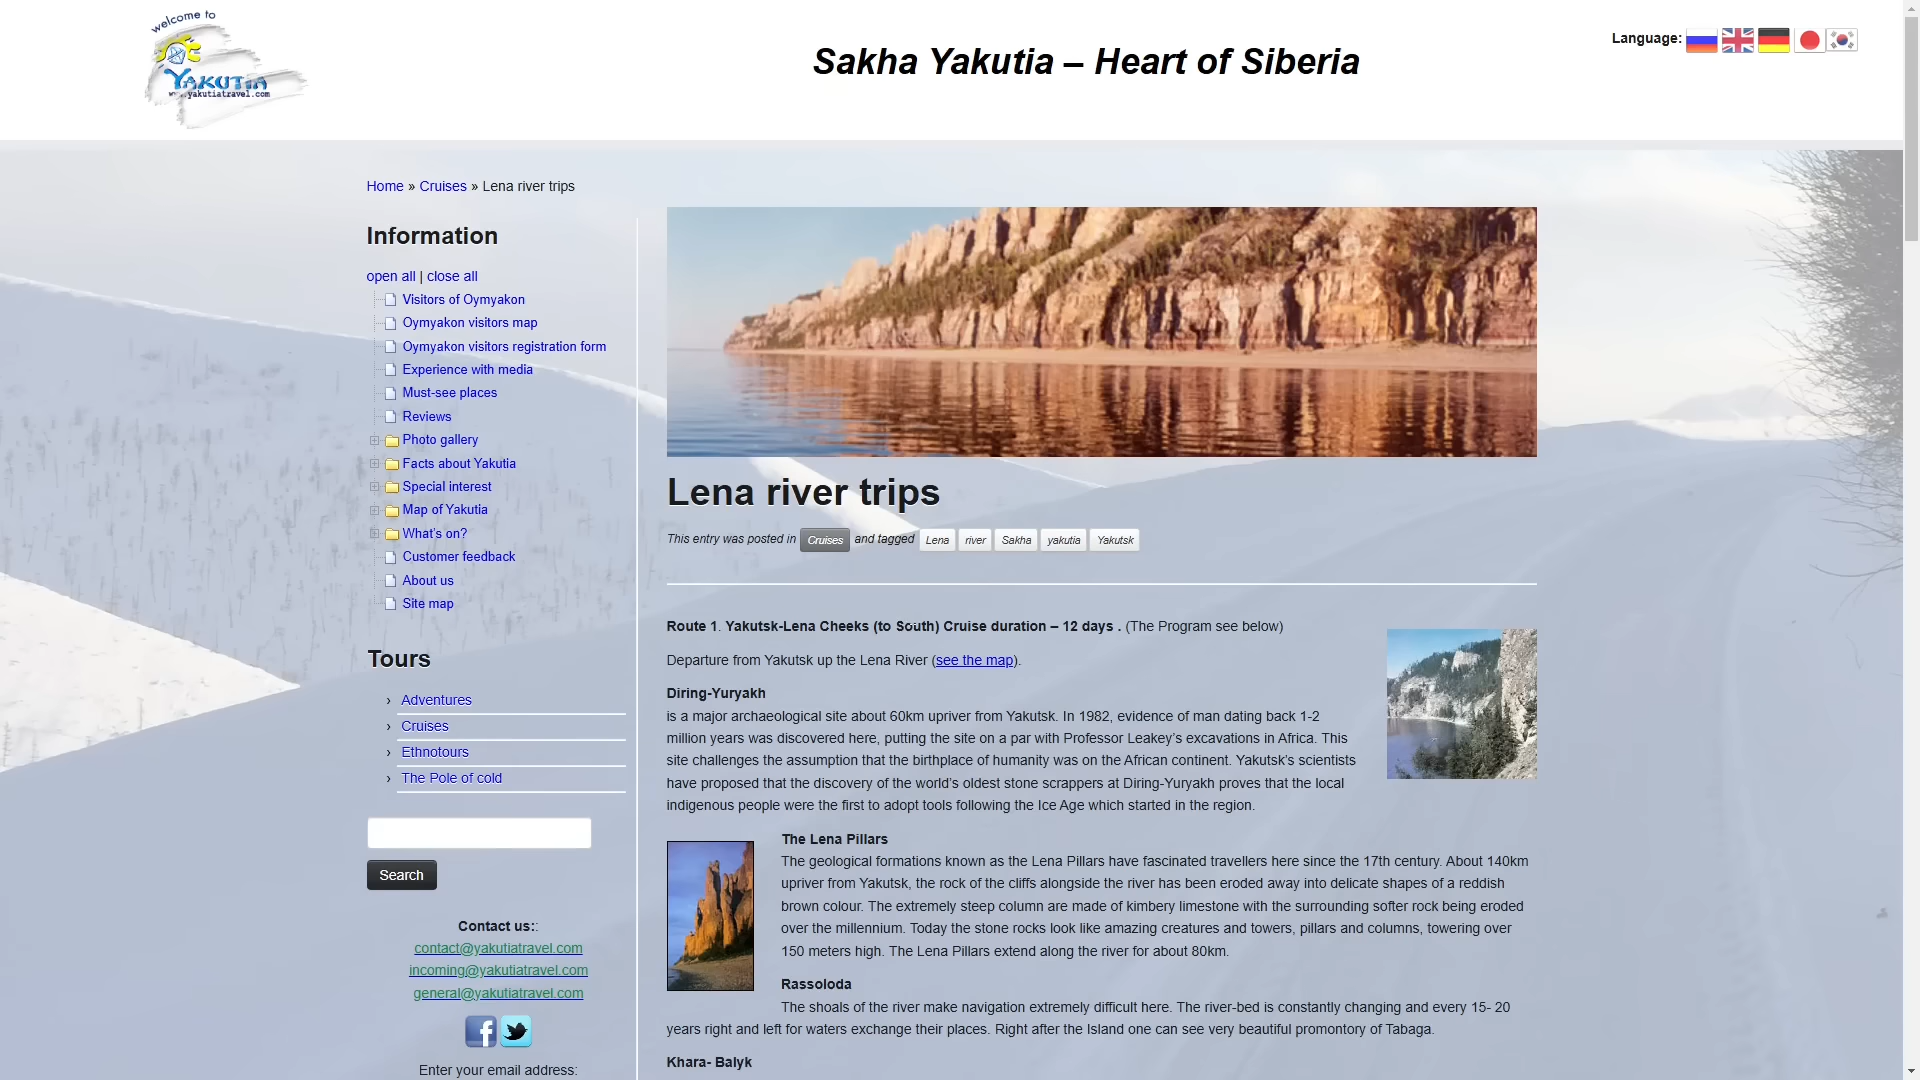 welcome to
YAKUTIA
www.yakutiatravel.com
Sakha Yakutia – Heart of Siberia
Language:
Home » Cruises » Lena river trips
Information
open all | close all
Visitors of Oymyakon
Oymyakon visitors map
Oymyakon visitors registration form
Experience with media
Must-see places
Reviews
Photo gallery
Facts about Yakutia
Special interest
Map of Yakutia
What's on?
Customer feedback
About us
Site map
Tours
› Adventures
› Cruises
› Ethnotours
› The Pole of cold
Search
Contact us::
contact@yakutiatravel.com
incoming@yakutiatravel.com
general@yakutiatravel.com
Enter your email address:
Lena river trips
This entry was posted in Cruises and tagged Lena river Sakha yakutia Yakutsk
Route 1. Yakutsk-Lena Cheeks (to South) Cruise duration – 12 days . (The Program see below)
Departure from Yakutsk up the Lena River (see the map).
Diring-Yuryakh
is a major archaeological site about 60km upriver from Yakutsk. In 1982, evidence of man dating back 1-2
million years was discovered here, putting the site on a par with Professor Leakey's excavations in Africa. This
site challenges the assumption that the birthplace of humanity was on the African continent. Yakutsk's scientists
have proposed that the discovery of the world's oldest stone scrappers at Diring-Yuryakh proves that the local
indigenous people were the first to adopt tools following the Ice Age which started in the region.
The Lena Pillars
The geological formations known as the Lena Pillars have fascinated travellers here since the 17th century. About 140km
upriver from Yakutsk, the rock of the cliffs alongside the river has been eroded away into delicate shapes of a reddish
brown colour. The extremely steep column are made of kimbery limestone with the surrounding softer rock being eroded
over the millennium. Today the stone rocks look like amazing creatures and towers, pillars and columns, towering over
150 meters high. The Lena Pillars extend along the river for about 80km.
Rassoloda
The shoals of the river make navigation extremely difficult here. The river-bed is constantly changing and every 15- 20
years right and left for waters exchange their places. Right after the Island one can see very beautiful promontory of Tabaga.
Khara- Balyk